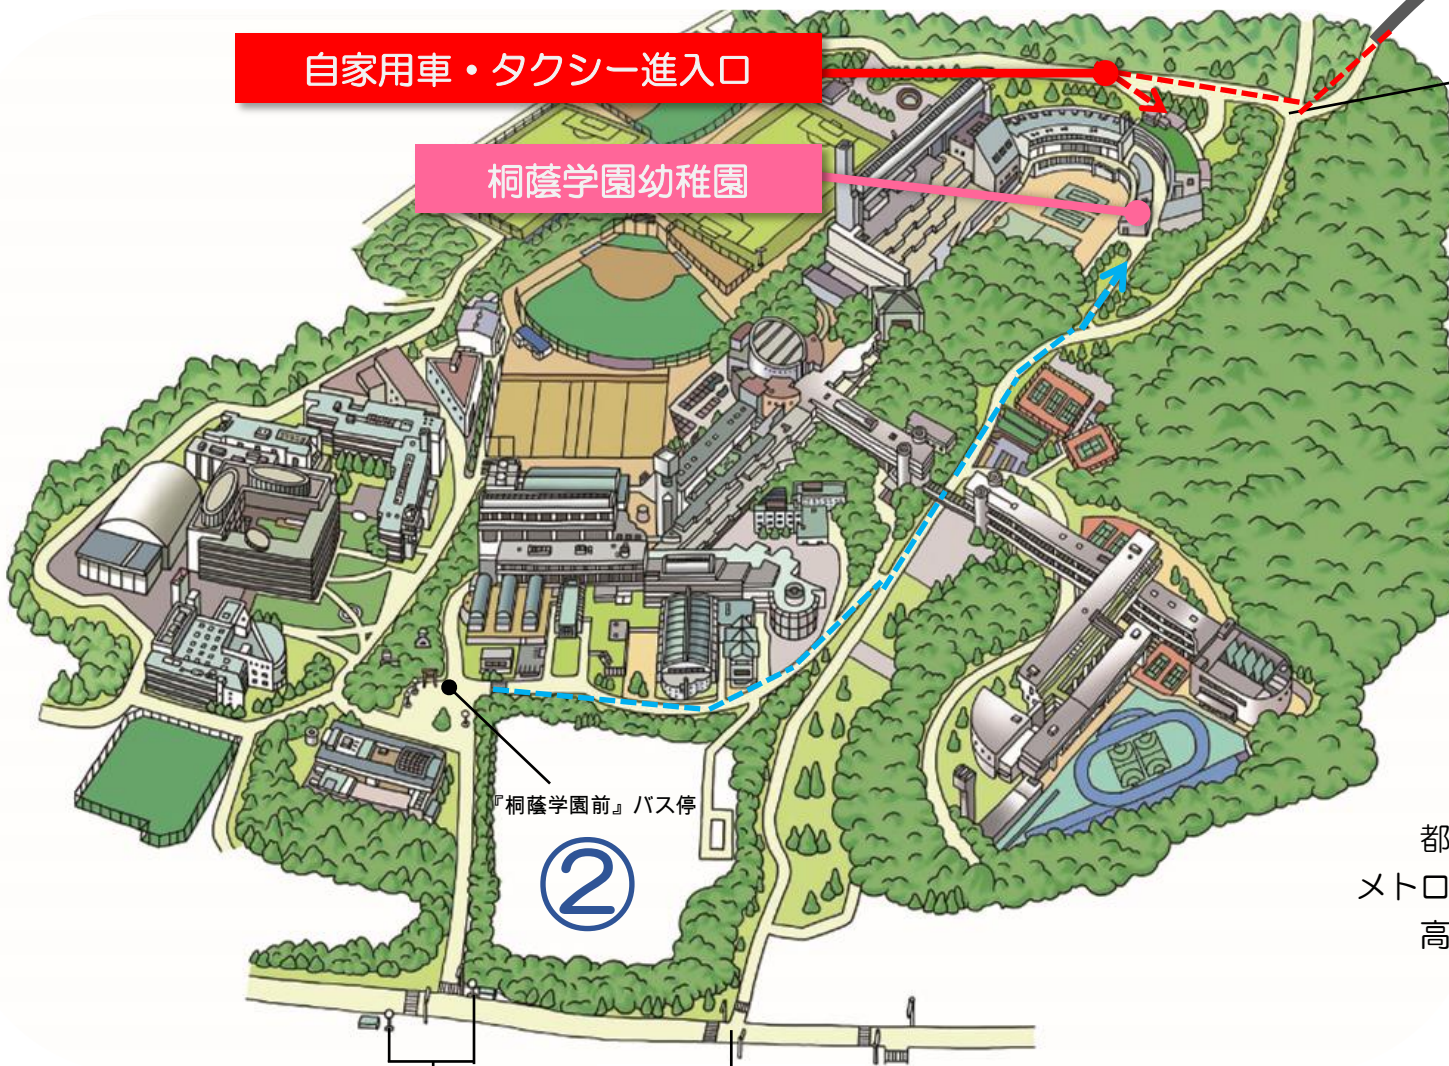 自家用車・タクシー進入口
桐蔭学園幼稚園
『桐蔭学園前』バス停
②
都
メトロ
高